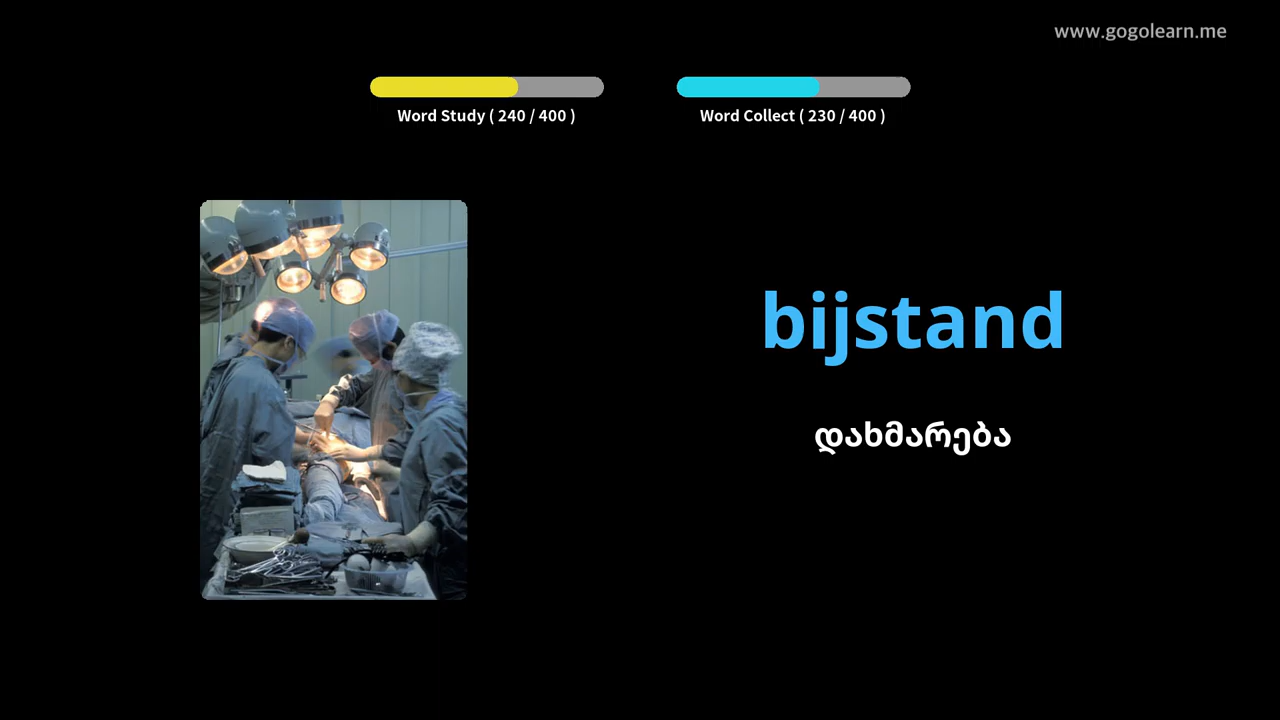 www.gogolearn.me
Word Study ( 240 / 400 )
Word Collect ( 230 / 400 )
bijstand
დახმარება